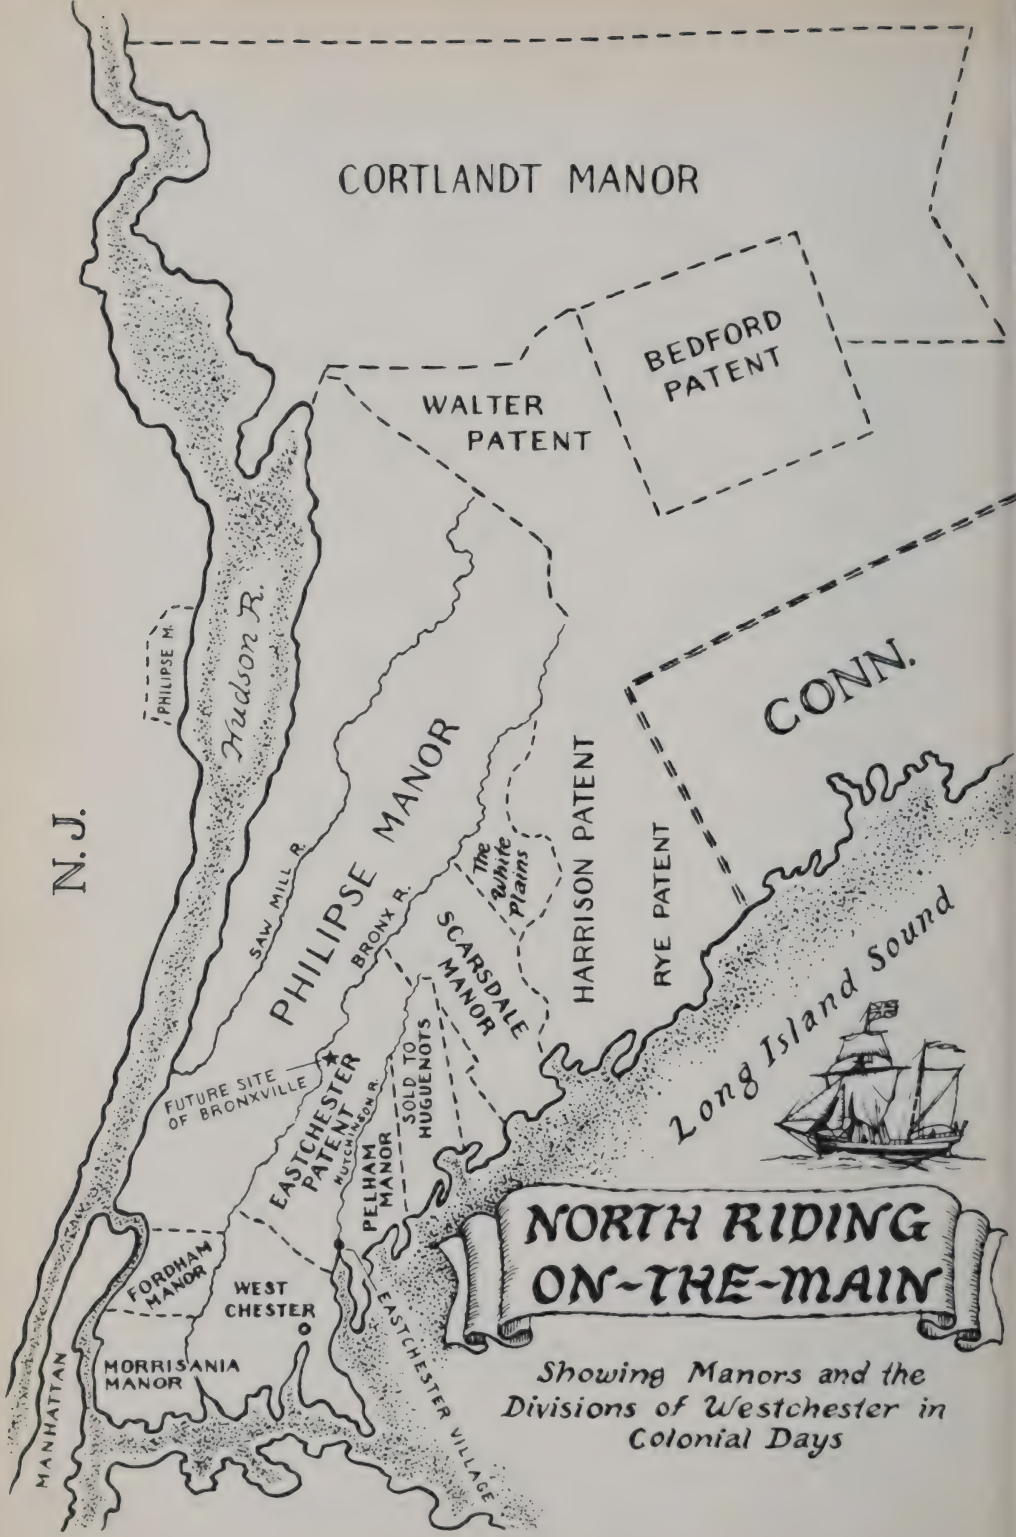 CORTLANDT MANOR
BEDFORD
PATENT
WALTER
PATENT
Hudson R.
PHILIPSE M.
CONN.
N.J.
SAW MILL R.
PHILIPSE MANOR
BRONX R.
The
White
Plains
HARRISON PATENT
RYE PATENT
SCARSDALE
MANOR
Long Island Sound
FUTURE SITE
OF BRONXVILLE
EASTCHESTER
PATENT
HUTCHINSON R.
SOLD TO
HUGUENOTS
PELHAM
MANOR
FORDHAM
MANOR
WEST
CHESTER
MORRISANIA
MANOR
MANHATTAN
EASTCHESTER VILLAGE
NORTH RIDING
ON-THE-MAIN
Showing Manors and the
Divisions of Westchester in
Colonial Days